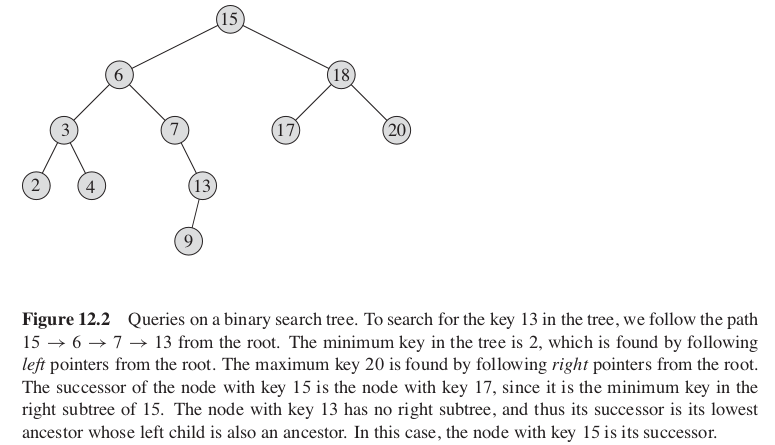 15
6
18
3
7
17
20
2
4
13
9
Figure 12.2 Queries on a binary search tree. To search for the key 13 in the tree, we follow the path
15 → 6 → 7 → 13 from the root. The minimum key in the tree is 2, which is found by following
left pointers from the root. The maximum key 20 is found by following right pointers from the root.
The successor of the node with key 15 is the node with key 17, since it is the minimum key in the
right subtree of 15. The node with key 13 has no right subtree, and thus its successor is its lowest
ancestor whose left child is also an ancestor. In this case, the node with key 15 is its successor.